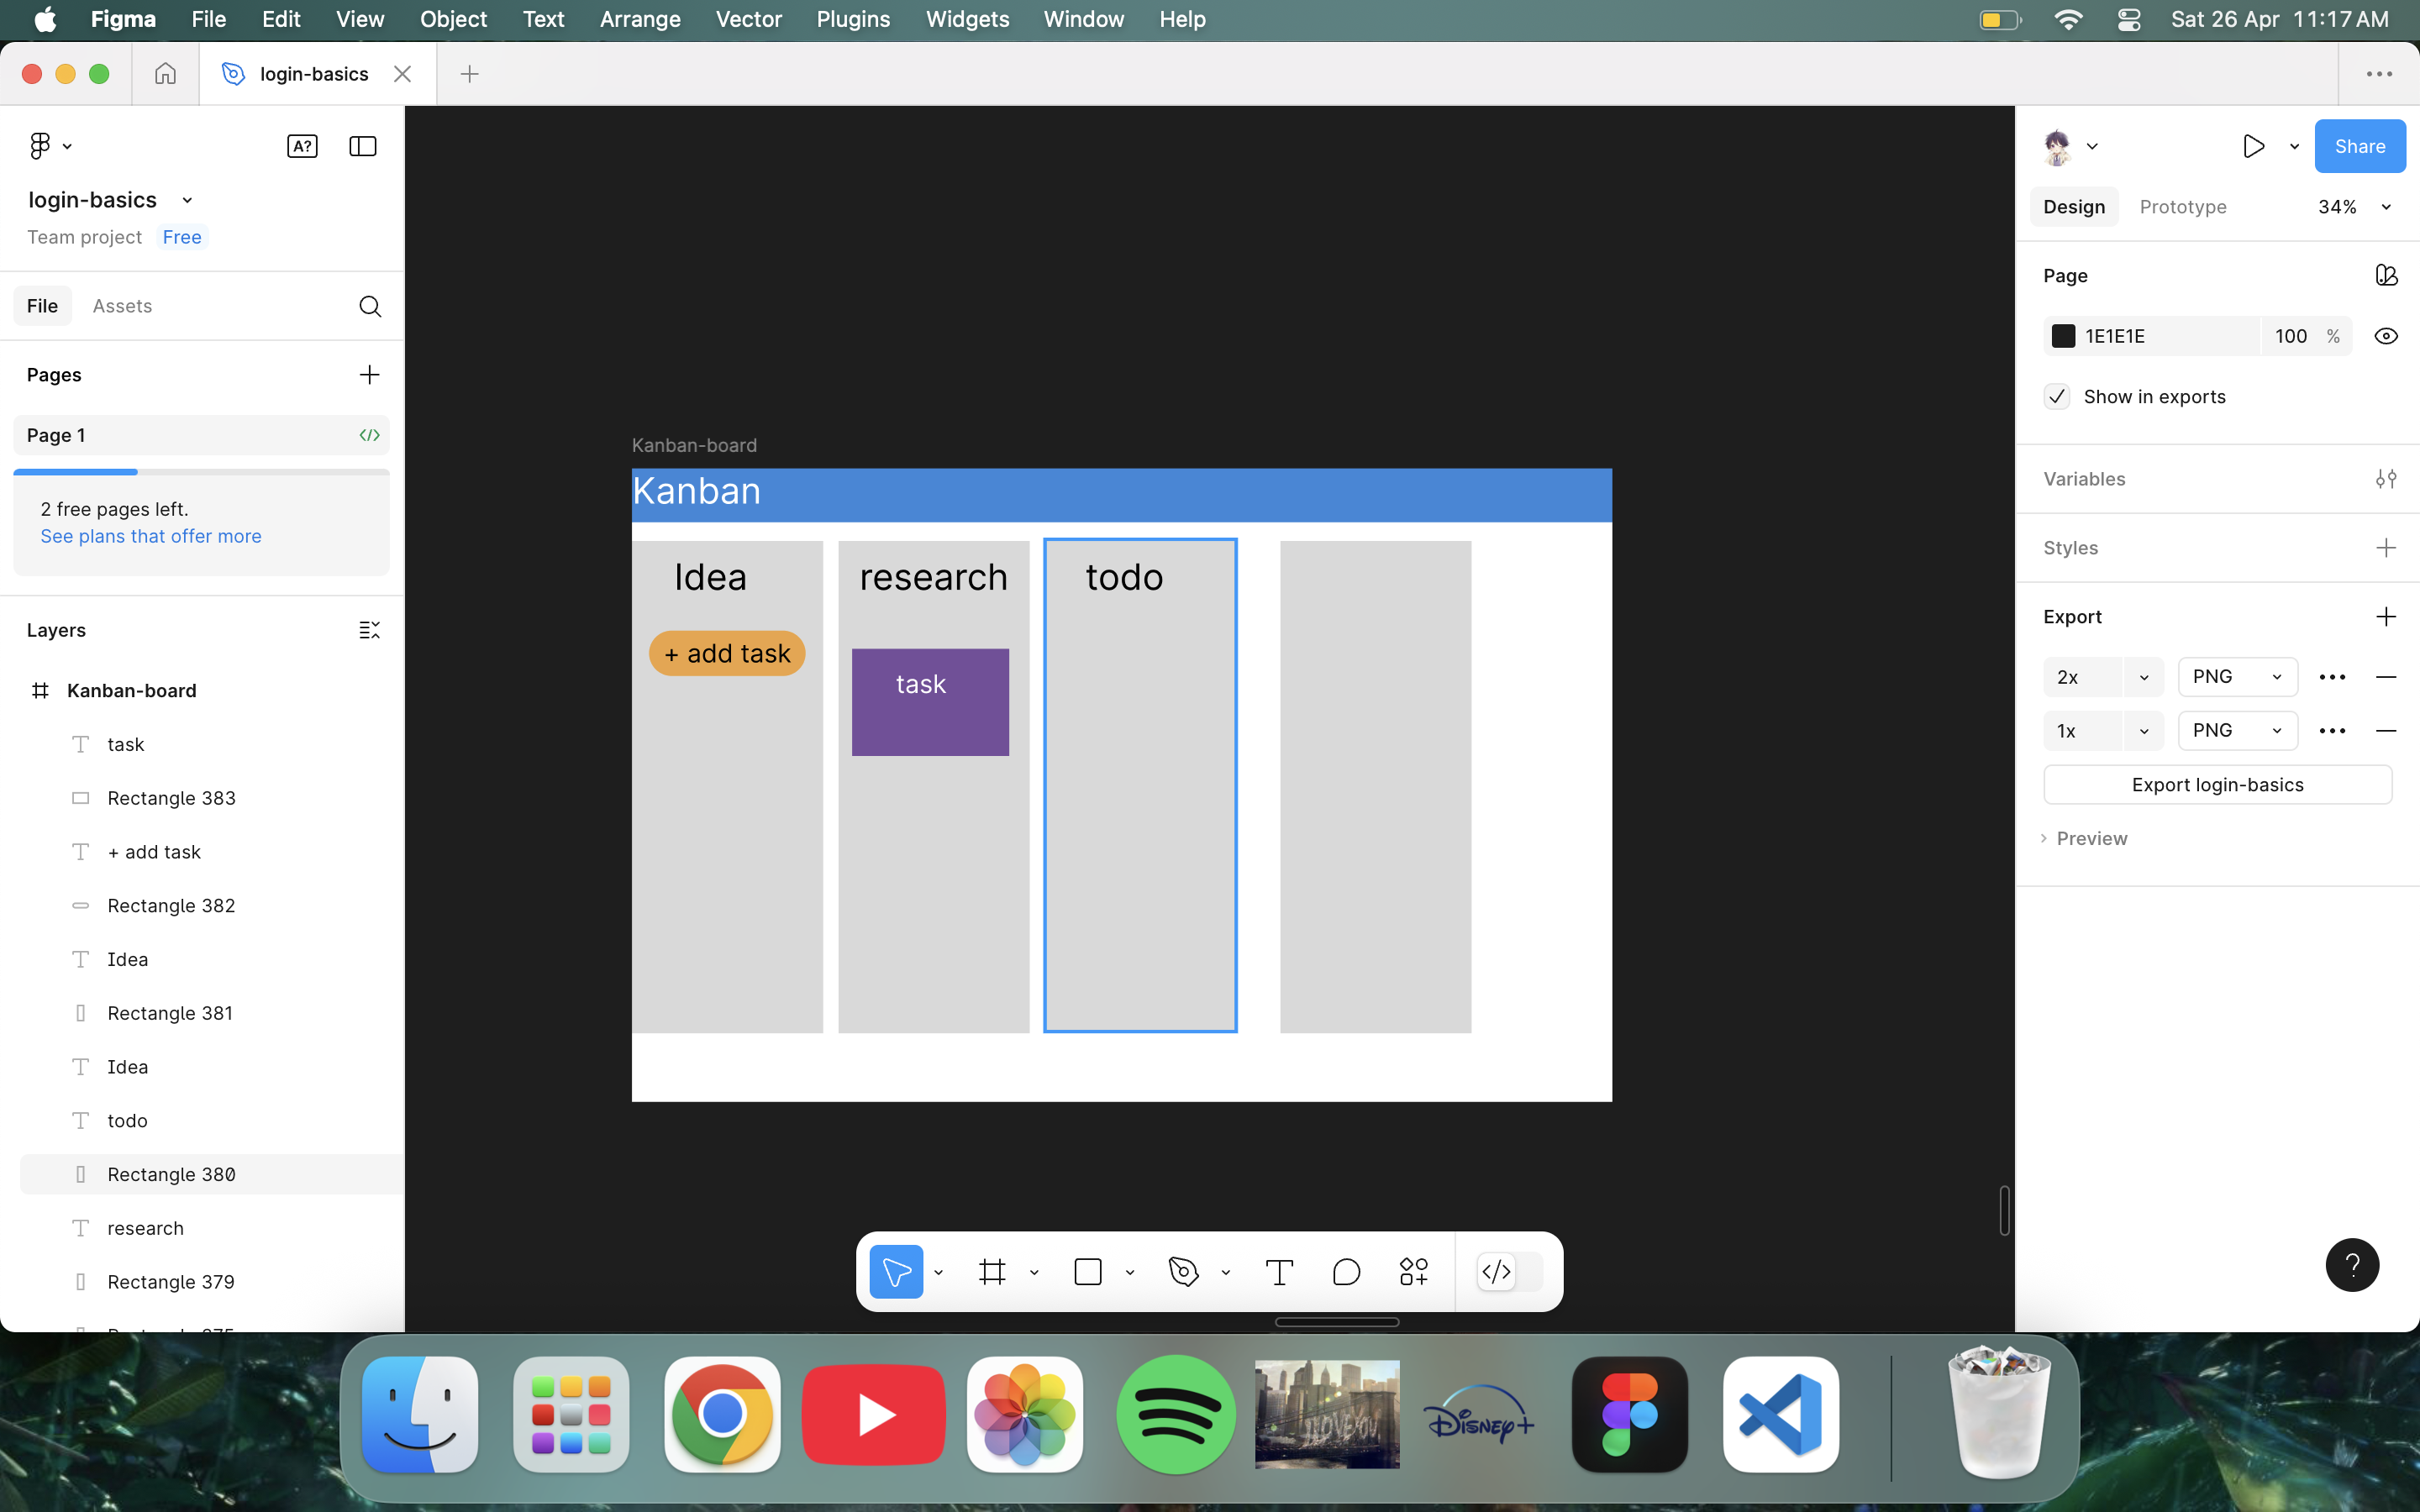 Figma File Edit View Object Text Arrange Vector Plugins Widgets Window Help Sat 26 Apr 11:17 AM
login-basics
A?
login-basics
Team project Free
File Assets
Pages
Page 1
2 free pages left.
See plans that offer more
Layers
Kanban-board
task
Rectangle 383
+ add task
Rectangle 382
Idea
Rectangle 381
Idea
todo
Rectangle 380
research
Rectangle 379
Kanban-board
Kanban
Idea research todo
+ add task
task
Share
Design Prototype 34%
Page
1E1E1E 100 %
Show in exports
Variables
Styles
Export
2x PNG
1x PNG
Export login-basics
Preview
?
Disney+